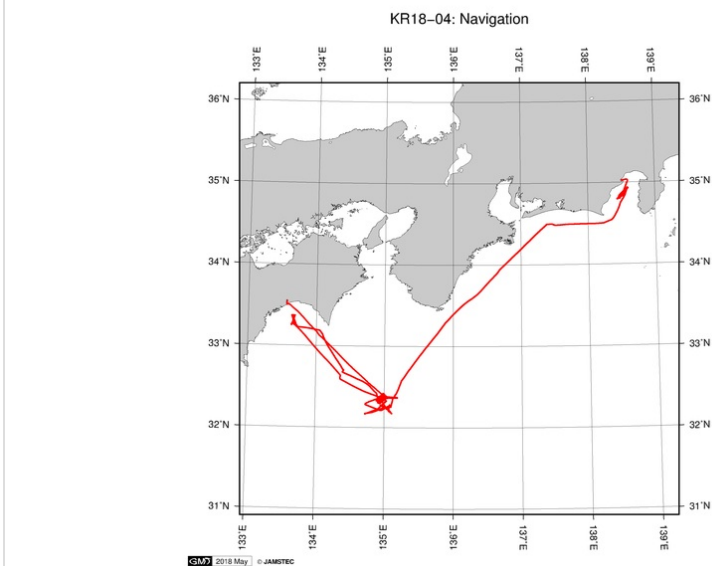 KR18−04: Navigation
133˚E 134˚E 135˚E 136˚E 137˚E 138˚E 139˚E
36˚N 36˚N
35˚N 35˚N
34˚N 34˚N
33˚N 33˚N
32˚N 32˚N
31˚N 31˚N
133˚E 134˚E 135˚E 136˚E 137˚E 138˚E 139˚E
GMD 2018 May © JAMSTEC